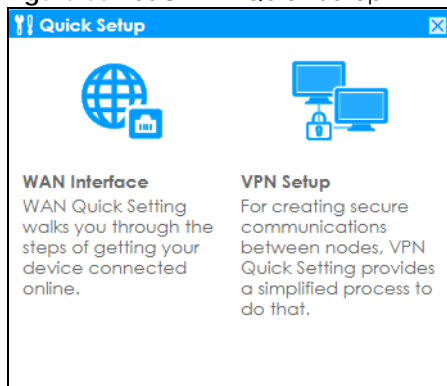 Quick Setup
WAN Interface
WAN Quick Setting
walks you through the
steps of getting your
device connected
online.
VPN Setup
For creating secure
communications
between nodes, VPN
Quick Setting provides
a simplified process to
do that.